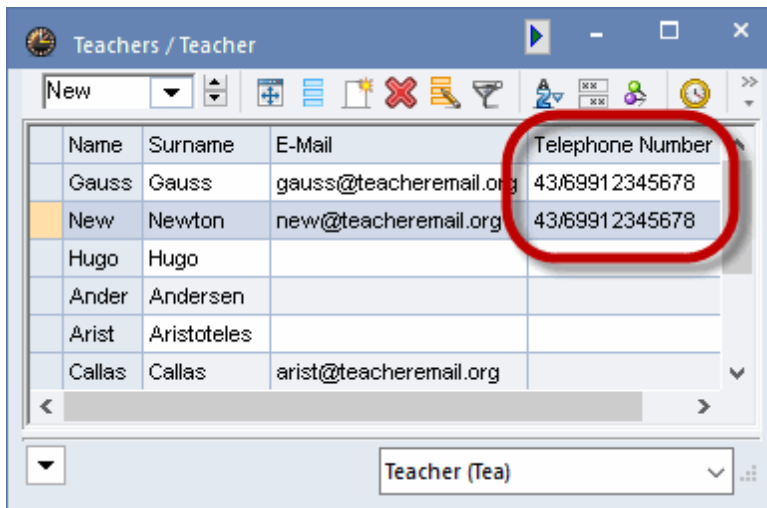 Teachers / Teacher
New
Name Surname E-Mail Telephone Number
Gauss Gauss gauss@teacheremail.org 43/69912345678
New Newton new@teacheremail.org 43/69912345678
Hugo Hugo
Ander Andersen
Arist Aristoteles
Callas Callas arist@teacheremail.org
Teacher (Tea)